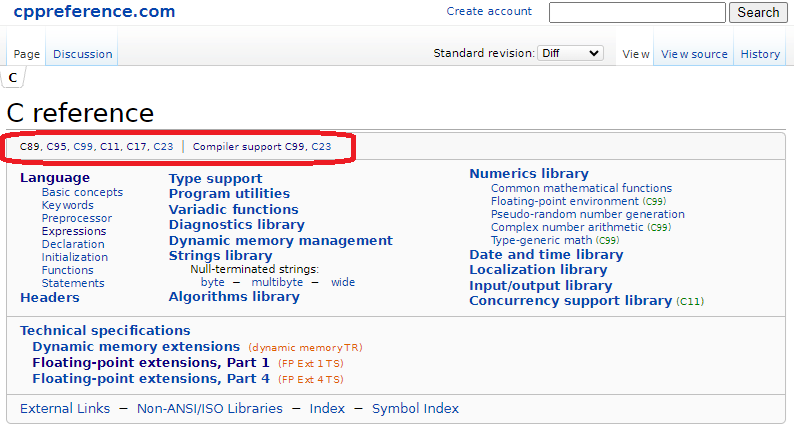 cppreference.com
Create account
Search
Page Discussion
Standard revision: Diff
View View source History
C
C reference
C89, C95, C99, C11, C17, C23 | Compiler support C99, C23
Language
Basic concepts
Keywords
Preprocessor
Expressions
Declaration
Initialization
Functions
Statements
Headers
Type support
Program utilities
Variadic functions
Diagnostics library
Dynamic memory management
Strings library
Null-terminated strings:
byte − multibyte − wide
Algorithms library
Numerics library
Common mathematical functions
Floating-point environment (C99)
Pseudo-random number generation
Complex number arithmetic (C99)
Type-generic math (C99)
Date and time library
Localization library
Input/output library
Concurrency support library (C11)
Technical specifications
Dynamic memory extensions (dynamic memory TR)
Floating-point extensions, Part 1 (FP Ext 1 TS)
Floating-point extensions, Part 4 (FP Ext 4 TS)
External Links − Non-ANSI/ISO Libraries − Index − Symbol Index